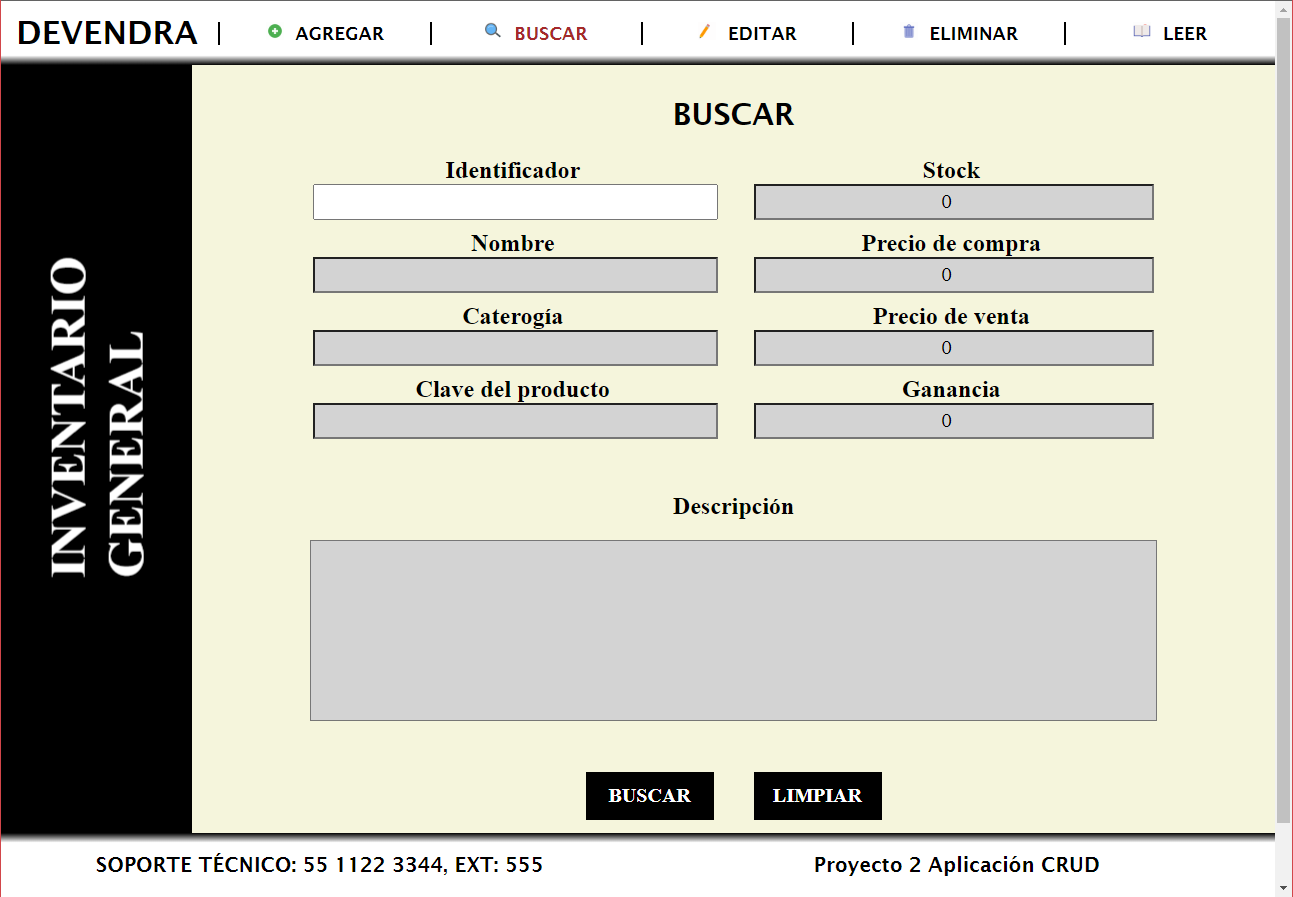 DEVENDRA
AGREGAR
BUSCAR
EDITAR
ELIMINAR
LEER
INVENTARIO
GENERAL
BUSCAR
Identificador
Stock
0
Nombre
Precio de compra
0
Caterogía
Precio de venta
0
Clave del producto
Ganancia
0
Descripción
BUSCAR
LIMPIAR
SOPORTE TÉCNICO: 55 1122 3344, EXT: 555
Proyecto 2 Aplicación CRUD